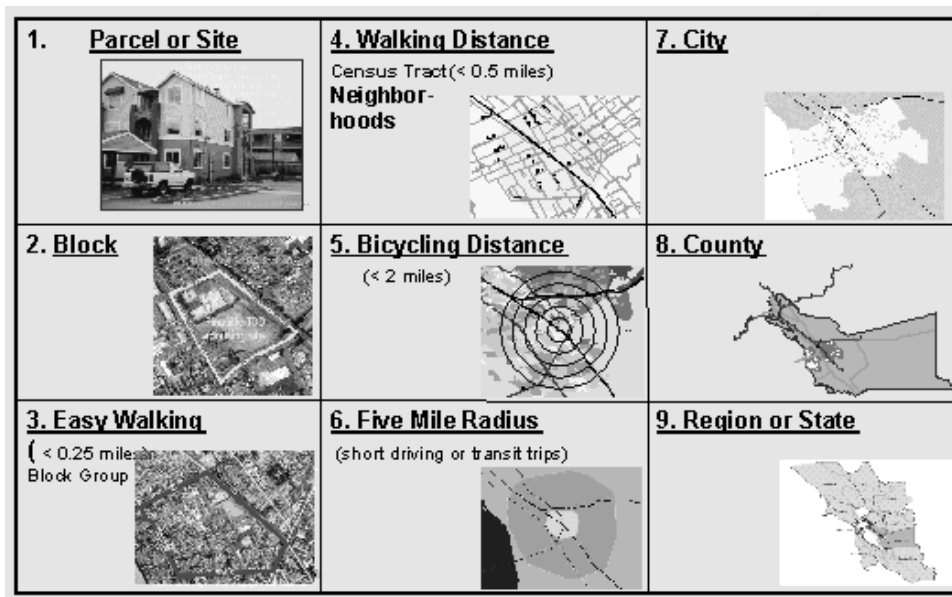 1. Parcel or Site
2. Block
3. Easy Walking
( < 0.25 miles)
Block Group
4. Walking Distance
Census Tract(< 0.5 miles)
Neighbor-
hoods
5. Bicycling Distance
(< 2 miles)
6. Five Mile Radius
(short driving or transit trips)
7. City
8. County
9. Region or State